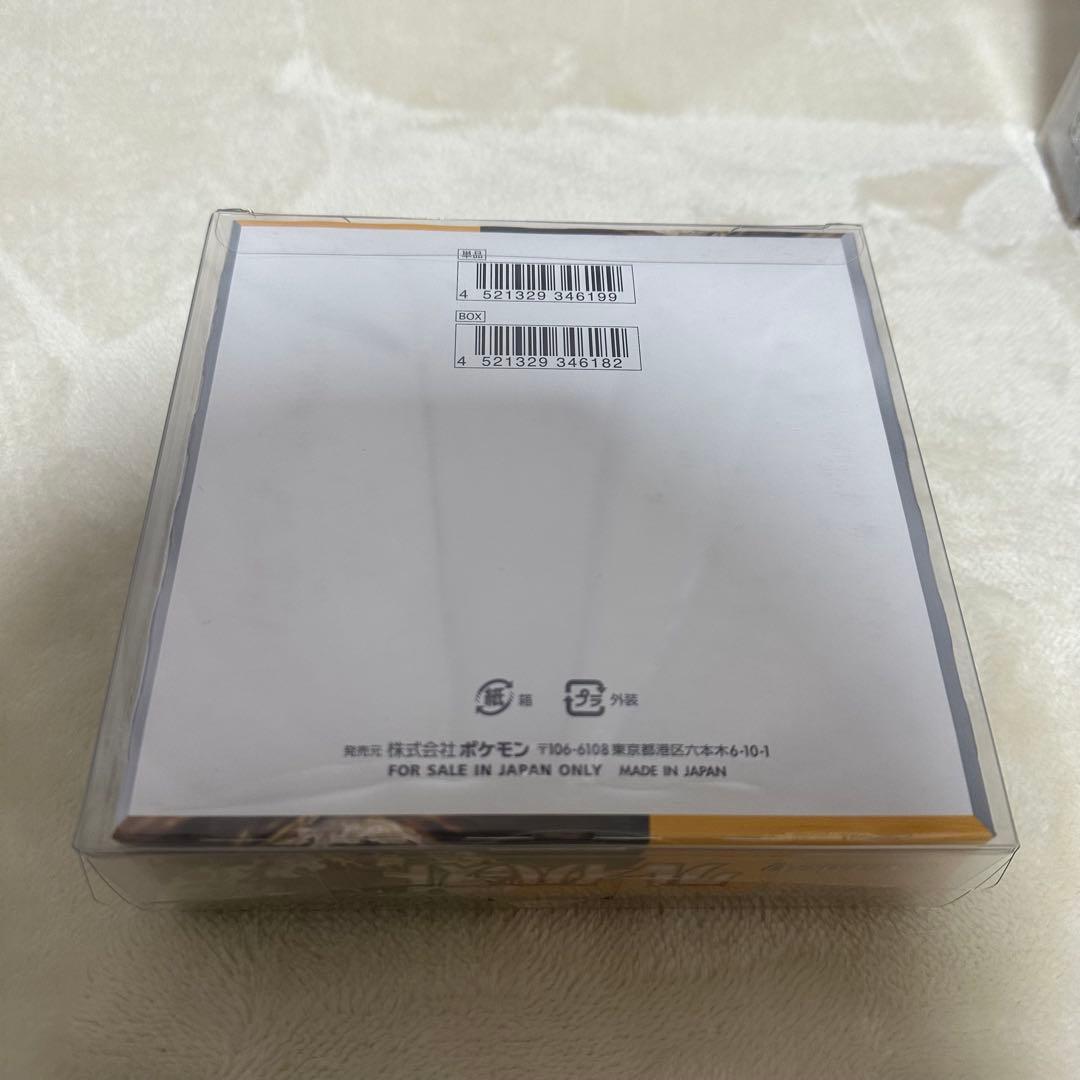 単品
4 521329 346199
BOX
4 521329 346182
紙 箱 プラ 外装
発売元 株式会社 ポケモン 〒106-6108 東京都港区六本木6-10-1
FOR SALE IN JAPAN ONLY MADE IN JAPAN